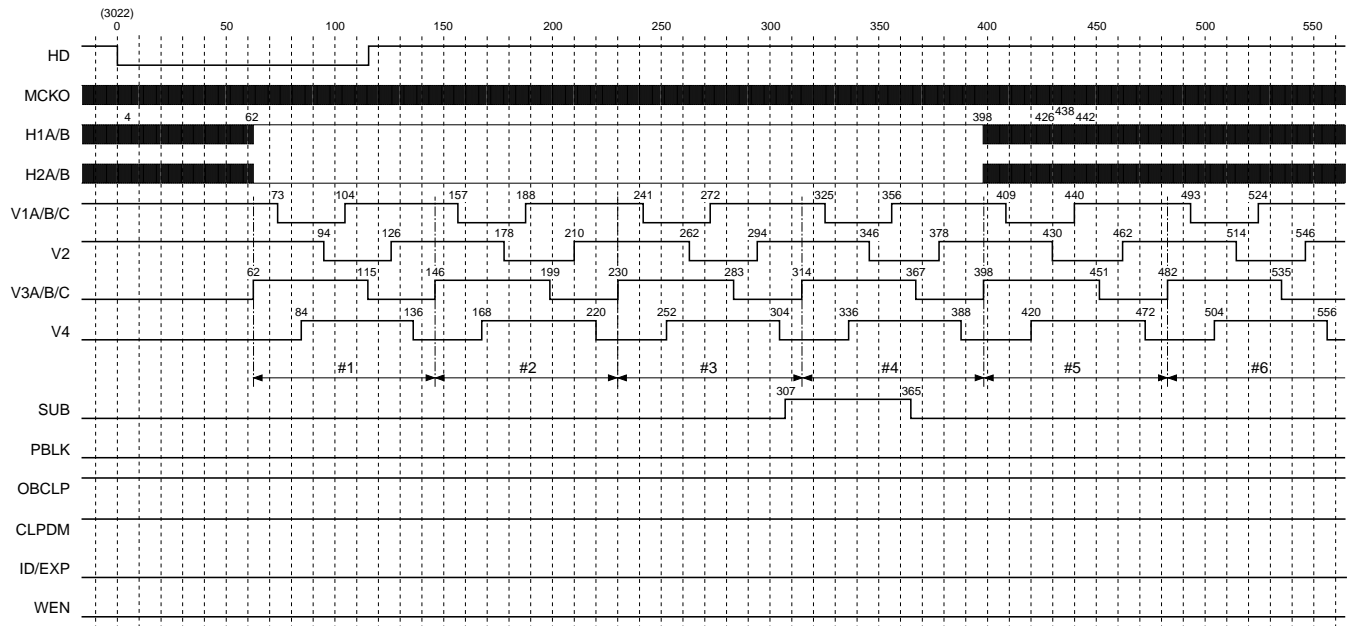 (3022)
0 50 100 150 200 250 300 350 400 450 500 550
HD
MCKO
4 62 398 426 438 442
H1A/B
H2A/B
73 104 157 188 241 272 325 356 409 440 493 524
V1A/B/C
94 126 178 210 262 294 346 378 430 462 514 546
V2
62 115 146 199 230 283 314 367 398 451 482 535
V3A/B/C
84 136 168 220 252 304 336 388 420 472 504 556
V4
#1 #2 #3 #4 #5 #6
307 365
SUB
PBLK
OBCLP
CLPDM
ID/EXP
WEN